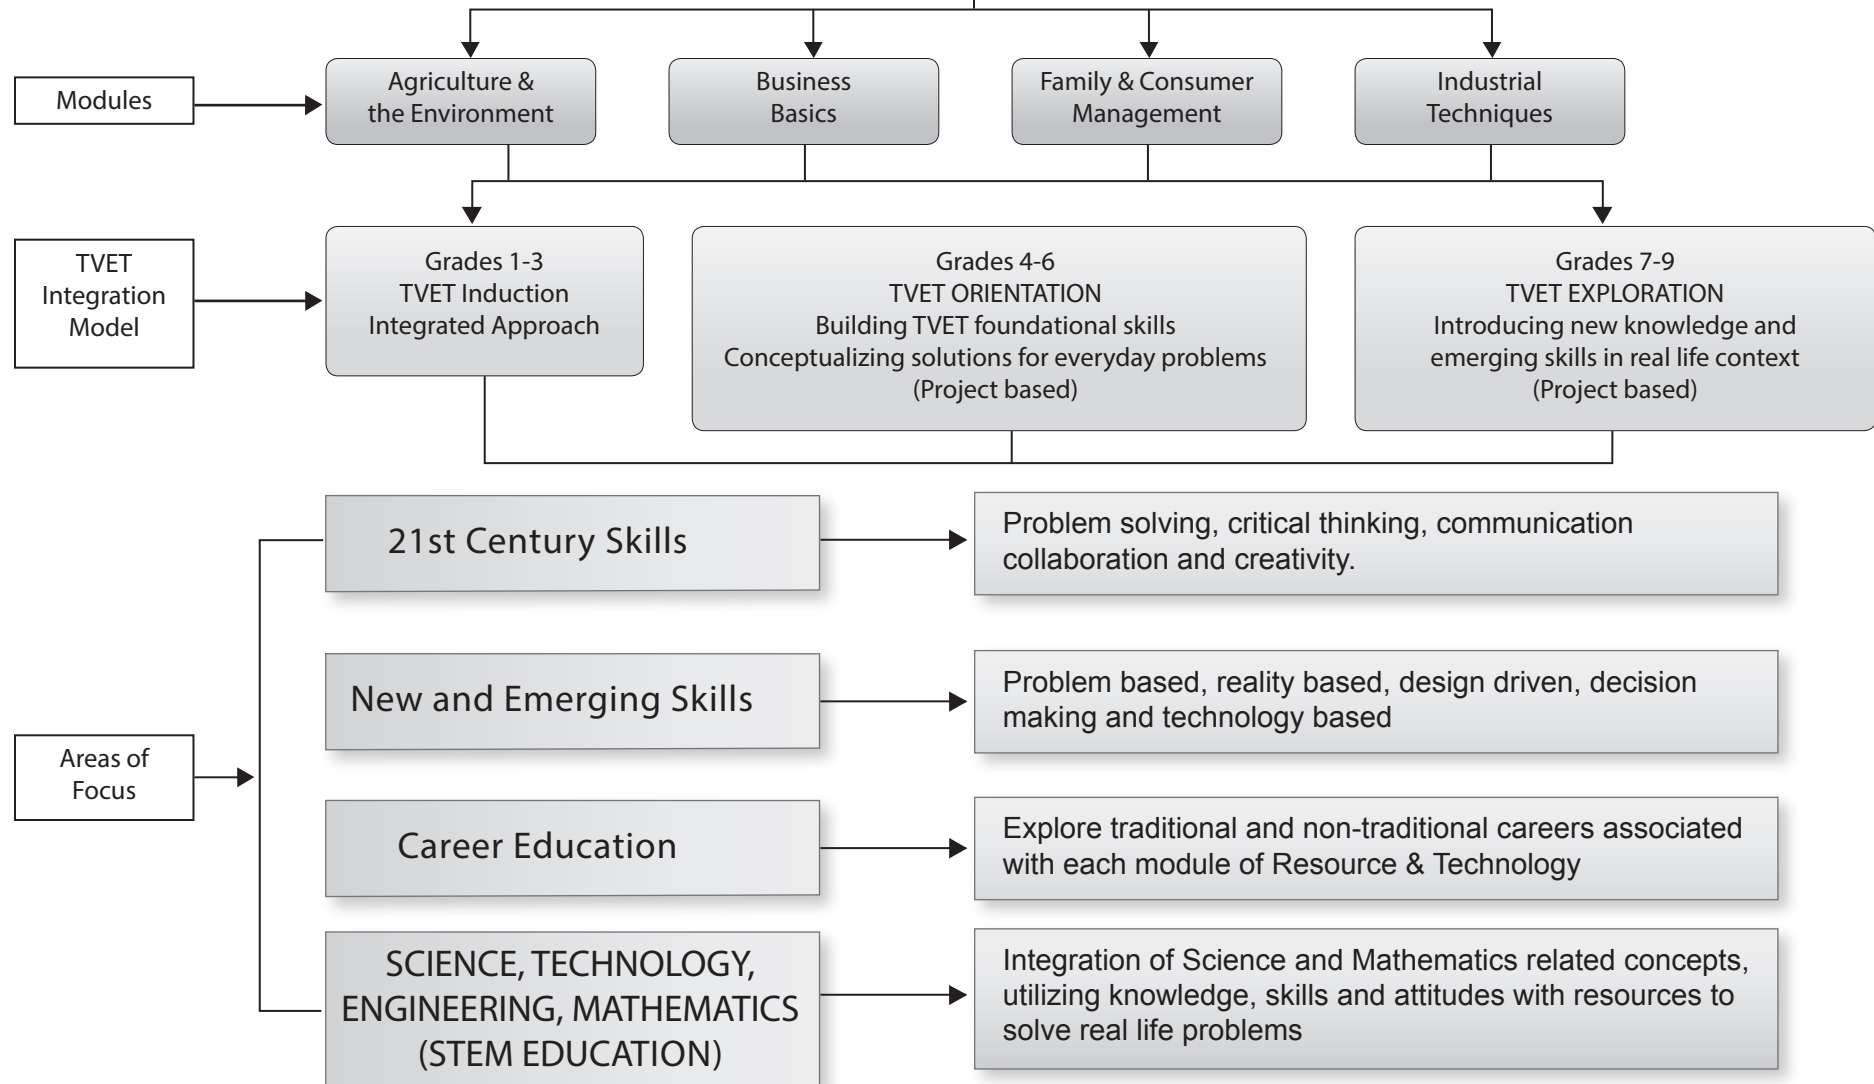 Modules
Agriculture &
the Environment
Business
Basics
Family & Consumer
Management
Industrial
Techniques
TVET
Integration
Model
Grades 1-3
TVET Induction
Integrated Approach
Grades 4-6
TVET ORIENTATION
Building TVET foundational skills
Conceptualizing solutions for everyday problems
(Project based)
Grades 7-9
TVET EXPLORATION
Introducing new knowledge and
emerging skills in real life context
(Project based)
Areas of
Focus
21st Century Skills
Problem solving, critical thinking, communication
collaboration and creativity.
New and Emerging Skills
Problem based, reality based, design driven, decision
making and technology based
Career Education
Explore traditional and non-traditional careers associated
with each module of Resource & Technology
SCIENCE, TECHNOLOGY,
ENGINEERING, MATHEMATICS
(STEM EDUCATION)
Integration of Science and Mathematics related concepts,
utilizing knowledge, skills and attitudes with resources to
solve real life problems